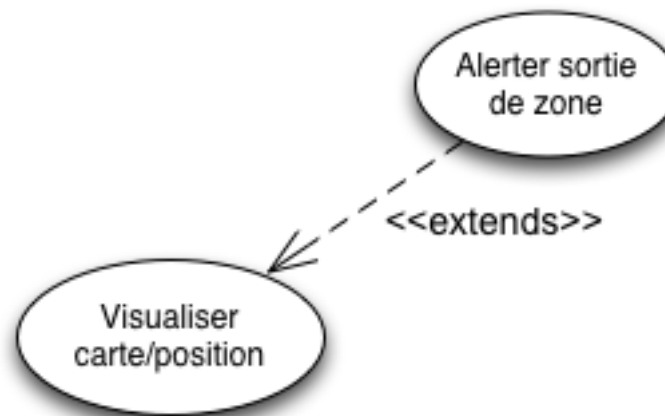 Alerter sortie
de zone
<<extends>>
Visualiser
carte/position